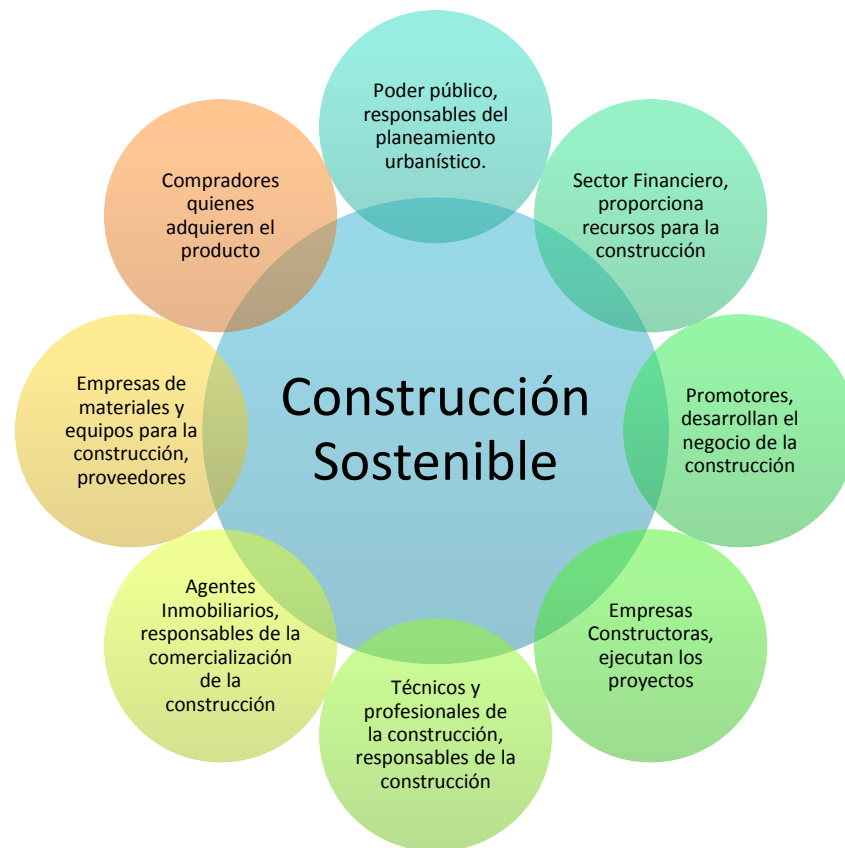 Poder público,
responsables del
planeamiento
urbanístico.
Sector Financiero,
proporciona
recursos para la
construcción
Promotores,
desarrollan el
negocio de la
construcción
Empresas
Constructoras,
ejecutan los
proyectos
Técnicos y
profesionales de
la construcción,
responsables de la
construcción
Agentes
Inmobiliarios,
responsables de la
comercialización
de la
construcción
Empresas de
materiales y
equipos para la
construcción,
proveedores
Compradores
quienes
adquieren el
producto
Construcción
Sostenible